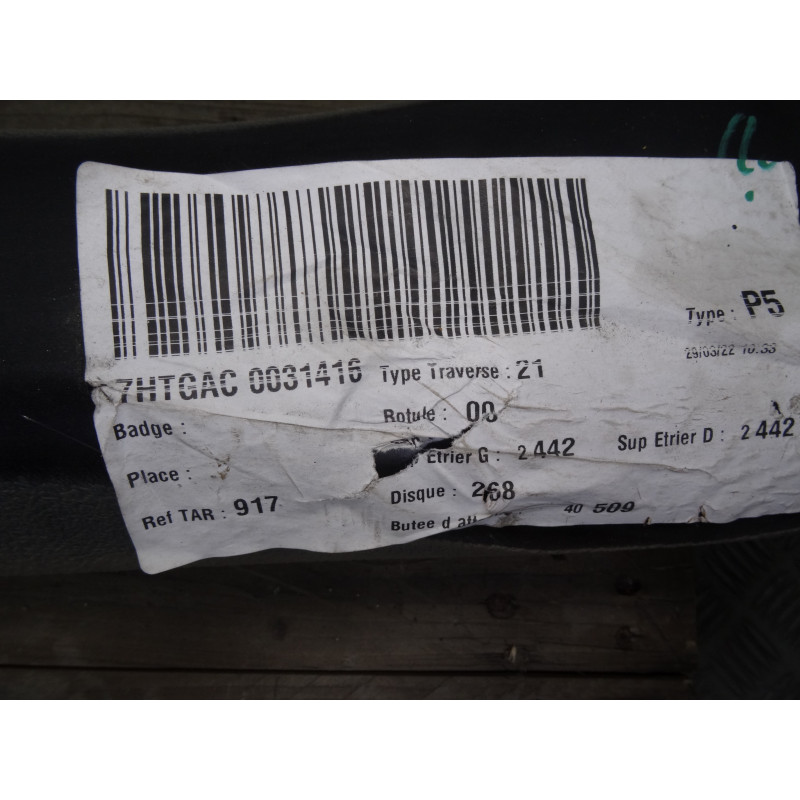 Type : P5
29/03/22 10:33
7HTGAC 0031416 Type Traverse : 21
Badge : Rotule : 00
Place : Etrier G : 2 442 Sup Etrier D : 2 442
Ref TAR : 917 Disque : 268
Butee d 40 509